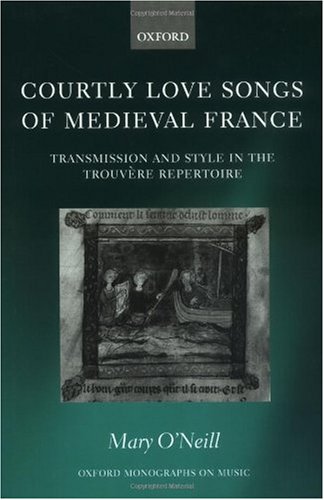 OXFORD
COURTLY LOVE SONGS
OF MEDIEVAL FRANCE
TRANSMISSION AND STYLE IN THE
TROUVÈRE REPERTOIRE
Mary O'Neill
OXFORD MONOGRAPHS ON MUSIC